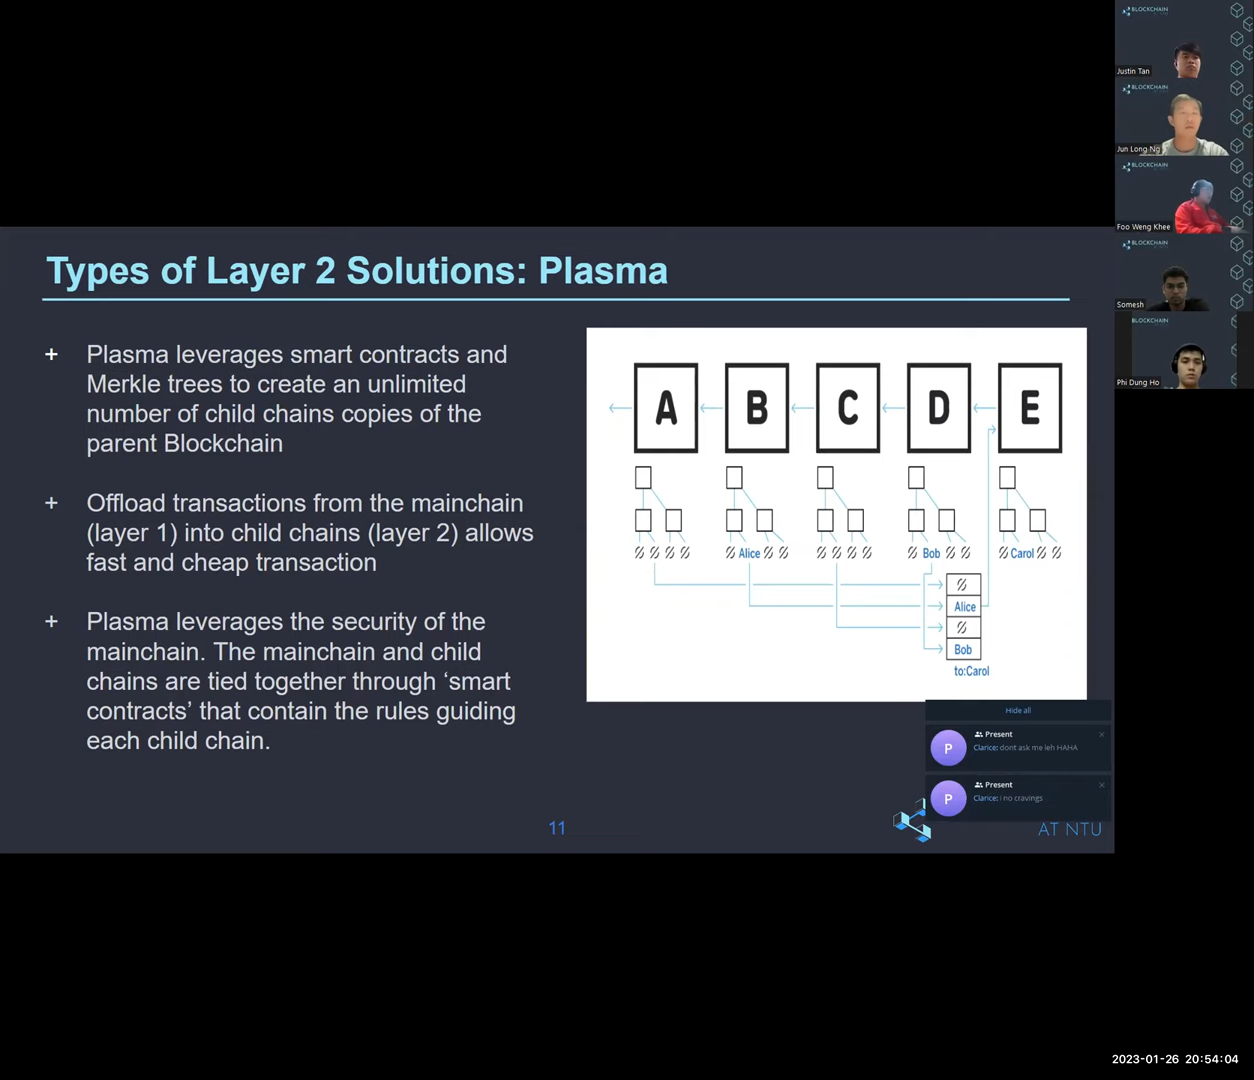 Types of Layer 2 Solutions: Plasma
+ Plasma leverages smart contracts and
Merkle trees to create an unlimited
number of child chains copies of the
parent Blockchain
+ Offload transactions from the mainchain
(layer 1) into child chains (layer 2) allows
fast and cheap transaction
+ Plasma leverages the security of the
mainchain. The mainchain and child
chains are tied together through ‘smart
contracts’ that contain the rules guiding
each child chain.
A B C D E
Alice Bob Carol
Alice
Bob
to:Carol
Hide all
P
Present
Clarice: dont ask me leh HAHA
P
Present
Clarice: i no cravings
11
AT NTU
BLOCKCHAIN
Justin Tan
BLOCKCHAIN
Jun Long Ng
BLOCKCHAIN
Foo Weng Khee
BLOCKCHAIN
Somesh
BLOCKCHAIN
Phi Dung Ho
2023-01-26 20:54:04